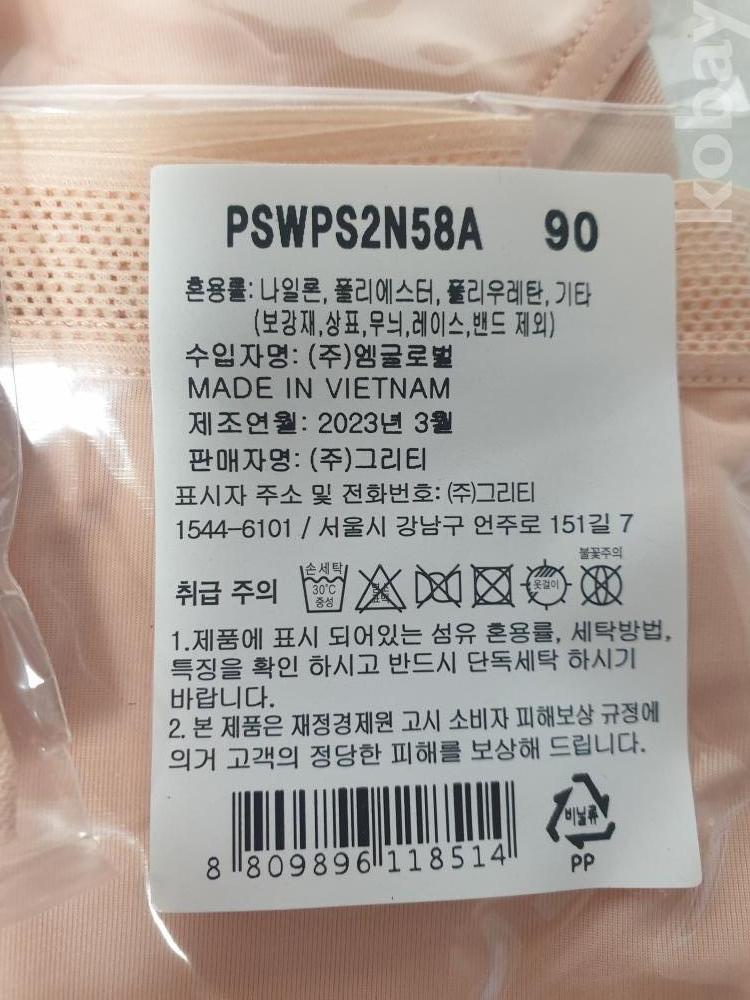 kobay
PSWPS2N58A 90
혼용률: 나일론, 폴리에스터, 폴리우레탄, 기타
(보강재,상표,무늬,레이스,밴드 제외)
수입자명: (주)엠글로벌
MADE IN VIETNAM
제조연월: 2023년 3월
판매자명: (주)그리티
표시자 주소 및 전화번호: (주)그리티
1544-6101 / 서울시 강남구 언주로 151길 7
불꽃주의
취급 주의 손세탁 30℃ 중성 염소 표백 옷걸이
1.제품에 표시 되어있는 섬유 혼용률, 세탁방법,
특징을 확인 하시고 반드시 단독세탁 하시기
바랍니다.
2. 본 제품은 재정경제원 고시 소비자 피해보상 규정에
의거 고객의 정당한 피해를 보상해 드립니다.
8 809896 118514
비닐류
PP